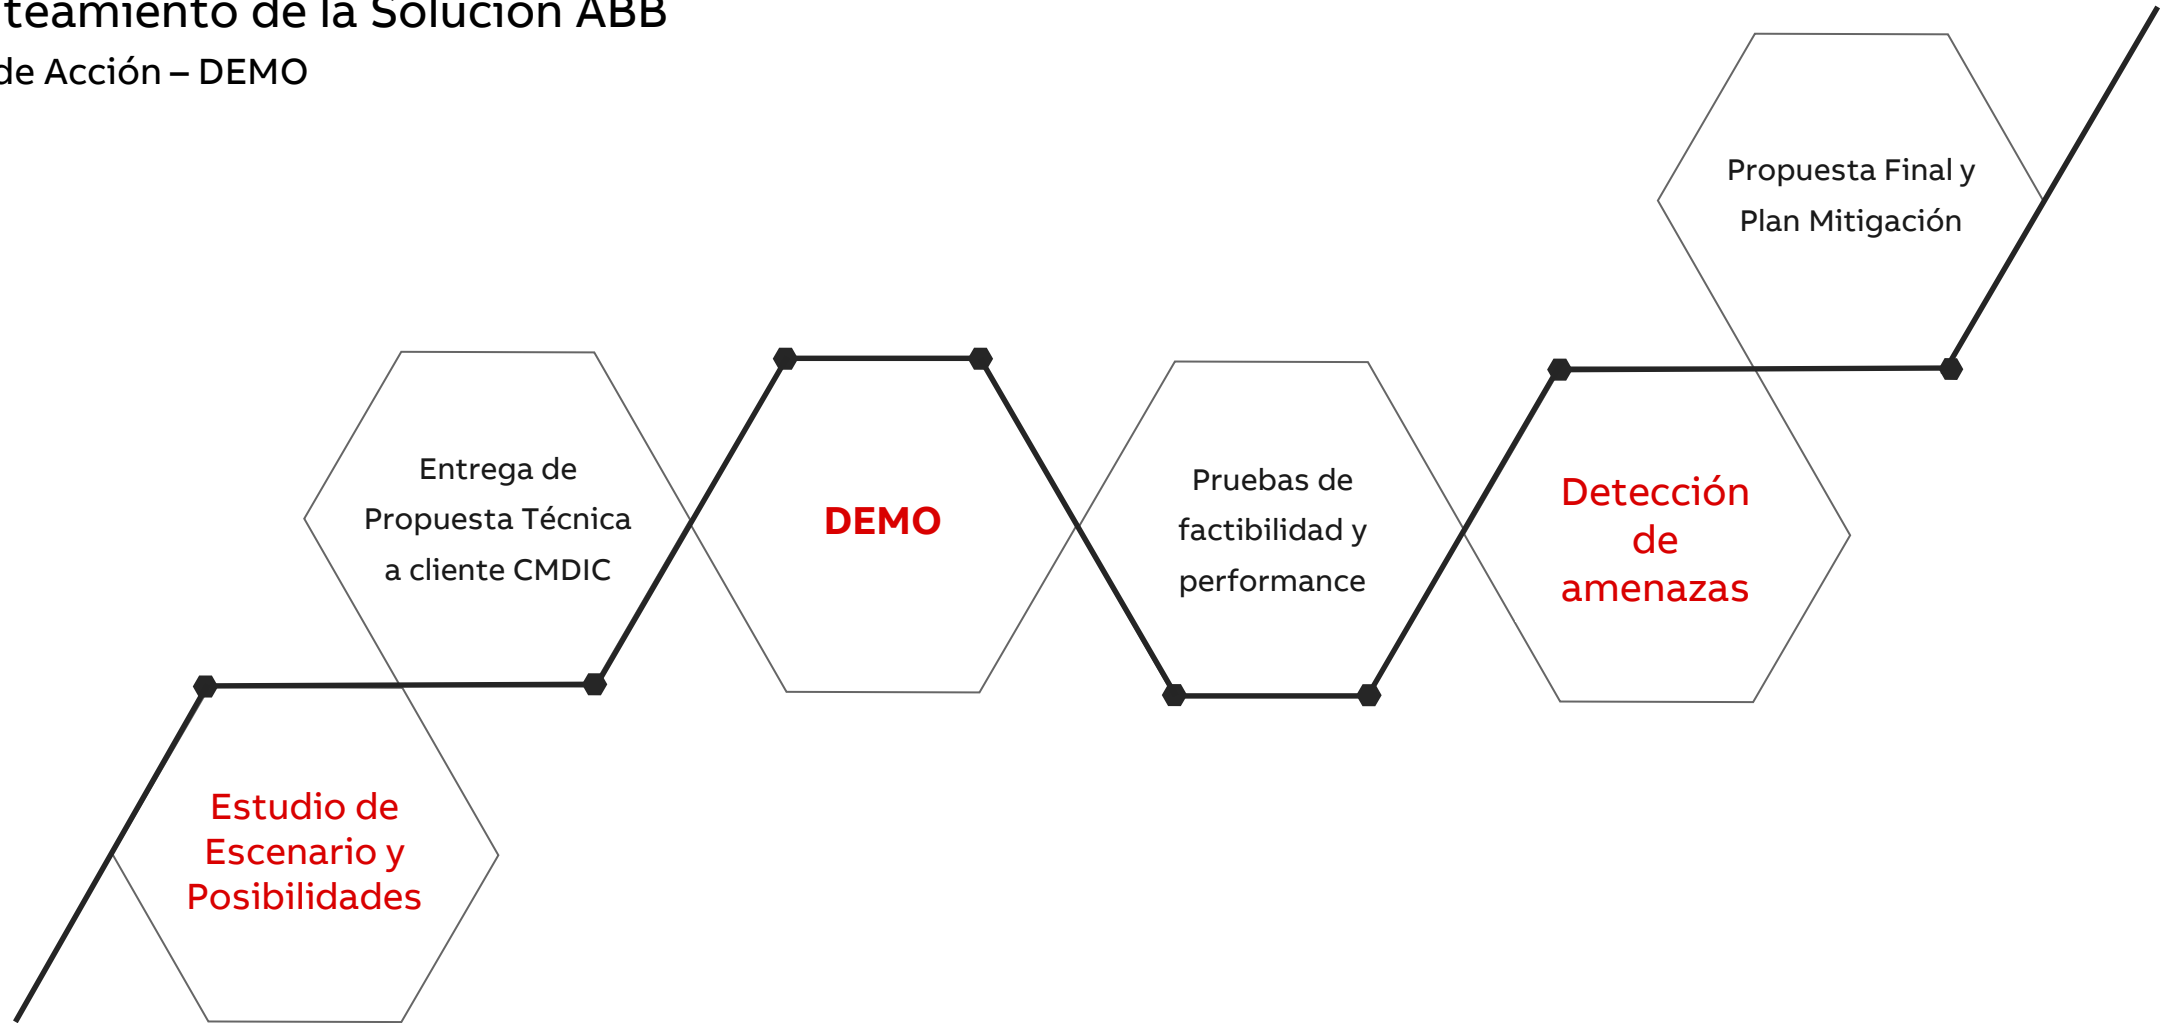 teamiento de la Solución ABB
de Acción – DEMO
Propuesta Final y
Plan Mitigación
Entrega de
Propuesta Técnica
a cliente CMDIC
DEMO
Pruebas de
factibilidad y
performance
Detección
de
amenazas
Estudio de
Escenario y
Posibilidades